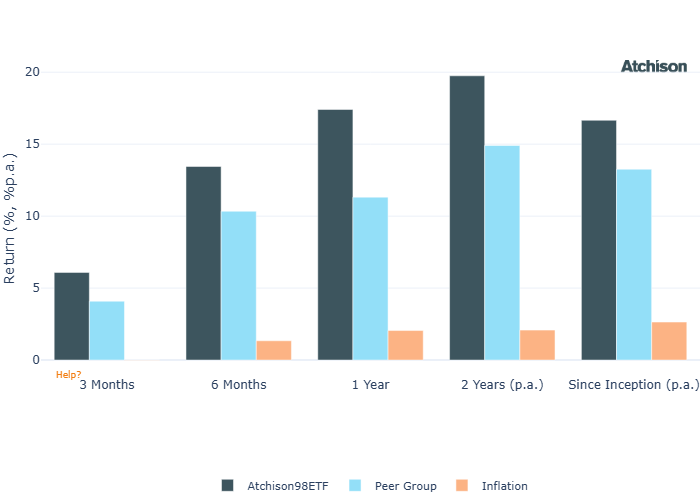 Atchison
20
15
10
5
0
Return (%, %p.a.)
Help?
3 Months
6 Months
1 Year
2 Years (p.a.)
Since Inception (p.a.)
Atchison98ETF
Peer Group
Inflation